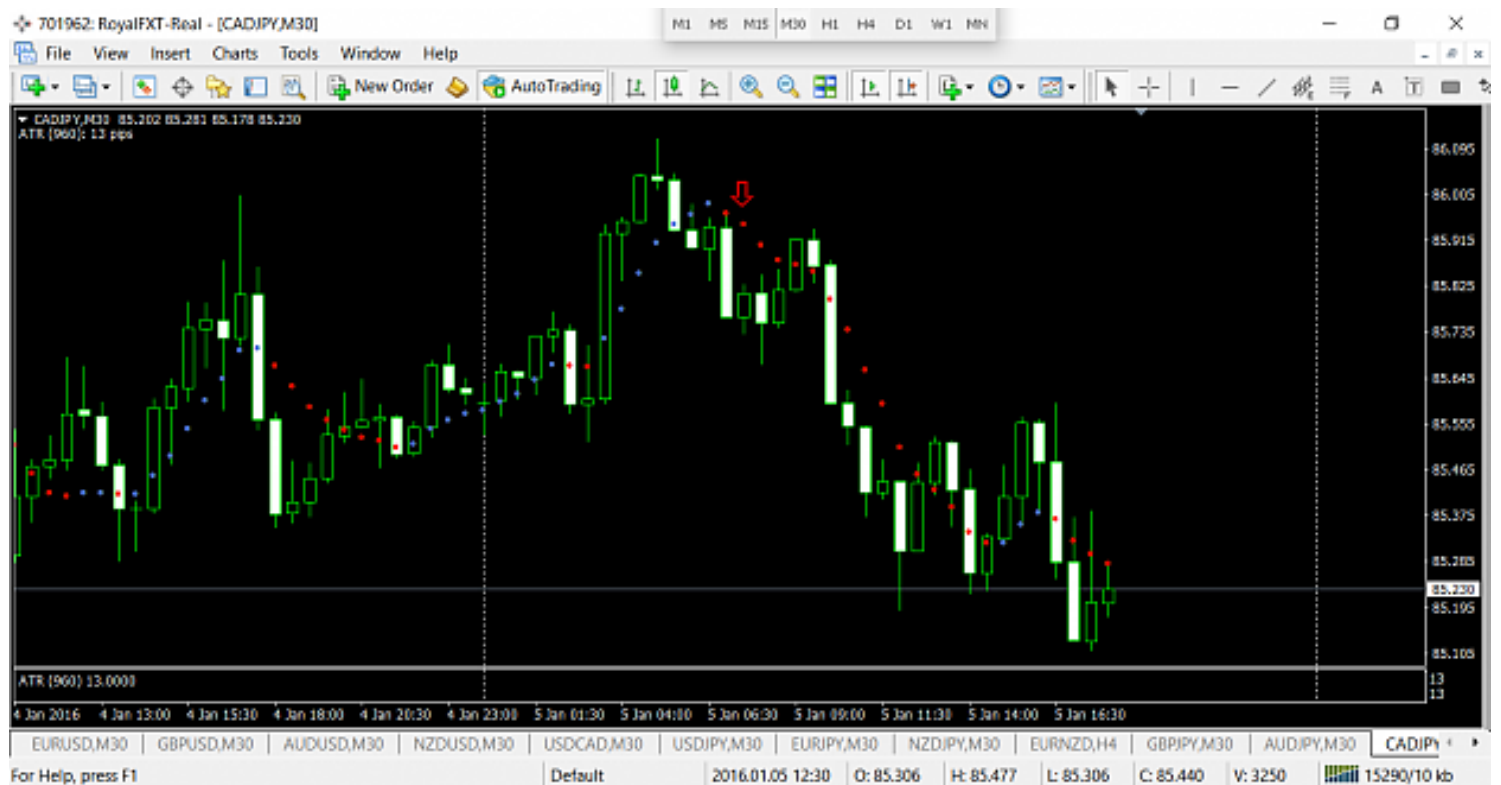 701962: RoyalFXT-Real - [CADJPY,M30]
M1 M5 M15 M30 H1 H4 D1 W1 MN
File View Insert Charts Tools Window Help
New Order AutoTrading A T
CADJPY,M30 85.202 85.281 85.178 85.230
ATR (960): 13 pips
86.095
86.005
85.915
85.825
85.735
85.645
85.555
85.465
85.375
85.285
85.230
85.195
85.105
ATR (960) 13.0000
13
13
4 Jan 2016 4 Jan 13:00 4 Jan 15:30 4 Jan 18:00 4 Jan 20:30 4 Jan 23:00 5 Jan 01:30 5 Jan 04:00 5 Jan 06:30 5 Jan 09:00 5 Jan 11:30 5 Jan 14:00 5 Jan 16:30
EURUSD,M30 GBPUSD,M30 AUDUSD,M30 NZDUSD,M30 USDCAD,M30 USDJPY,M30 EURJPY,M30 NZDJPY,M30 EURNZD,H4 GBPJPY,M30 AUDJPY,M30 CADJPY
For Help, press F1 Default 2016.01.05 12:30 O: 85.306 H: 85.477 L: 85.306 C: 85.440 V: 3250 15290/10 kb